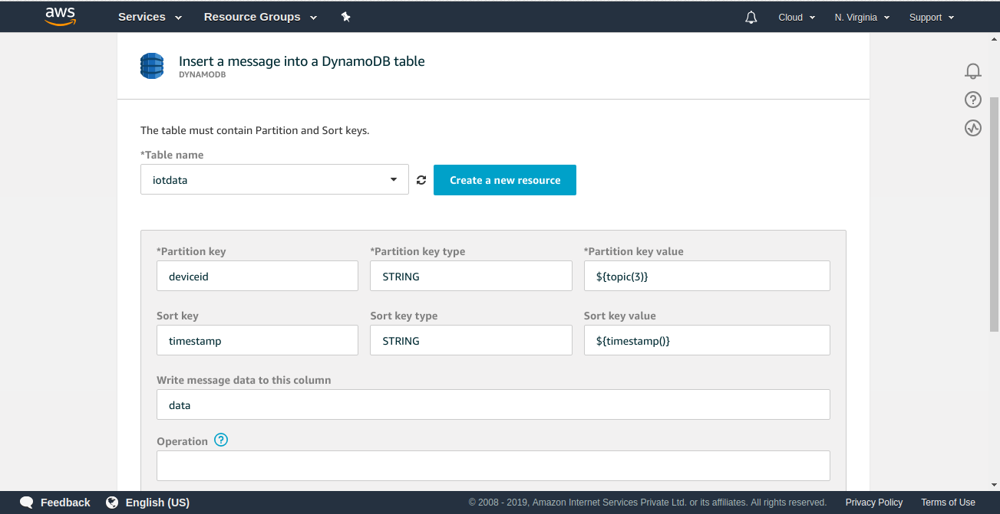 aws Services Resource Groups Cloud N. Virginia Support
Insert a message into a DynamoDB table
DYNAMODB
The table must contain Partition and Sort keys.
*Table name
iotdata Create a new resource
*Partition key *Partition key type *Partition key value
deviceid STRING ${topic(3)}
Sort key Sort key type Sort key value
timestamp STRING ${timestamp()}
Write message data to this column
data
Operation ?
Feedback English (US) © 2008 - 2019, Amazon Internet Services Private Ltd. or its affiliates. All rights reserved. Privacy Policy Terms of Use